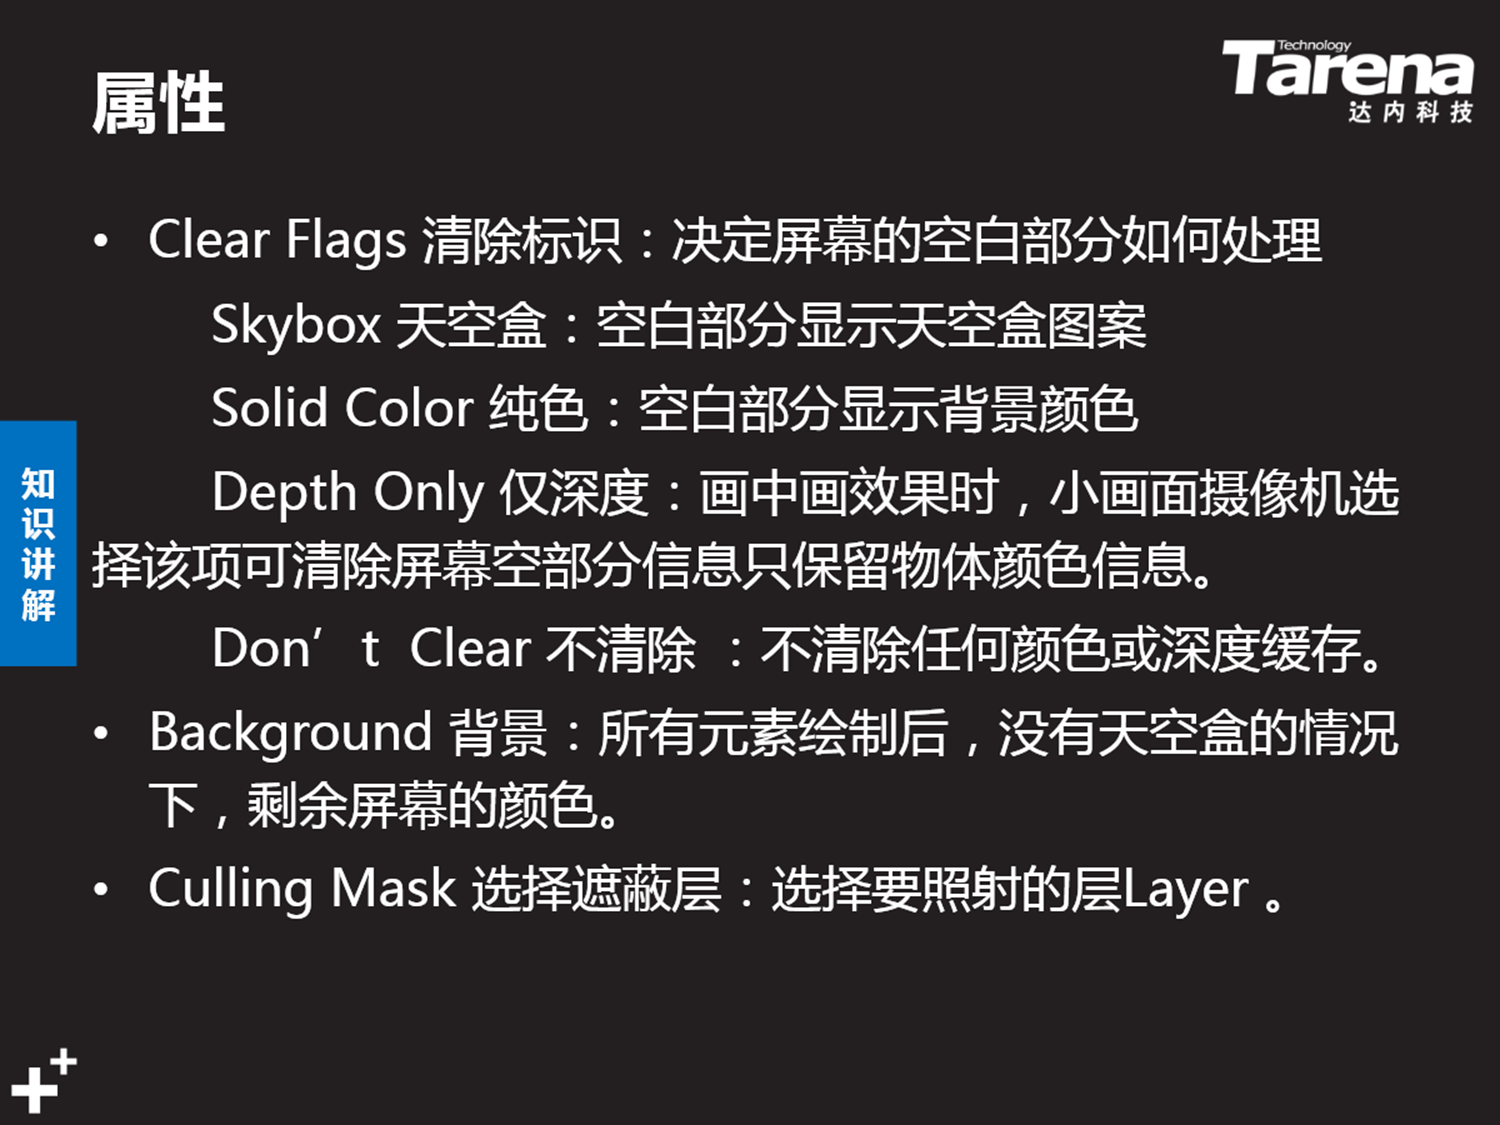 属性
Technology
Tarena
达内科技
• Clear Flags 清除标识：决定屏幕的空白部分如何处理
Skybox 天空盒：空白部分显示天空盒图案
Solid Color 纯色：空白部分显示背景颜色
Depth Only 仅深度：画中画效果时，小画面摄像机选
择该项可清除屏幕空部分信息只保留物体颜色信息。
Don’ t Clear 不清除 ：不清除任何颜色或深度缓存。
• Background 背景：所有元素绘制后，没有天空盒的情况
下，剩余屏幕的颜色。
• Culling Mask 选择遮蔽层：选择要照射的层Layer 。
知识讲解